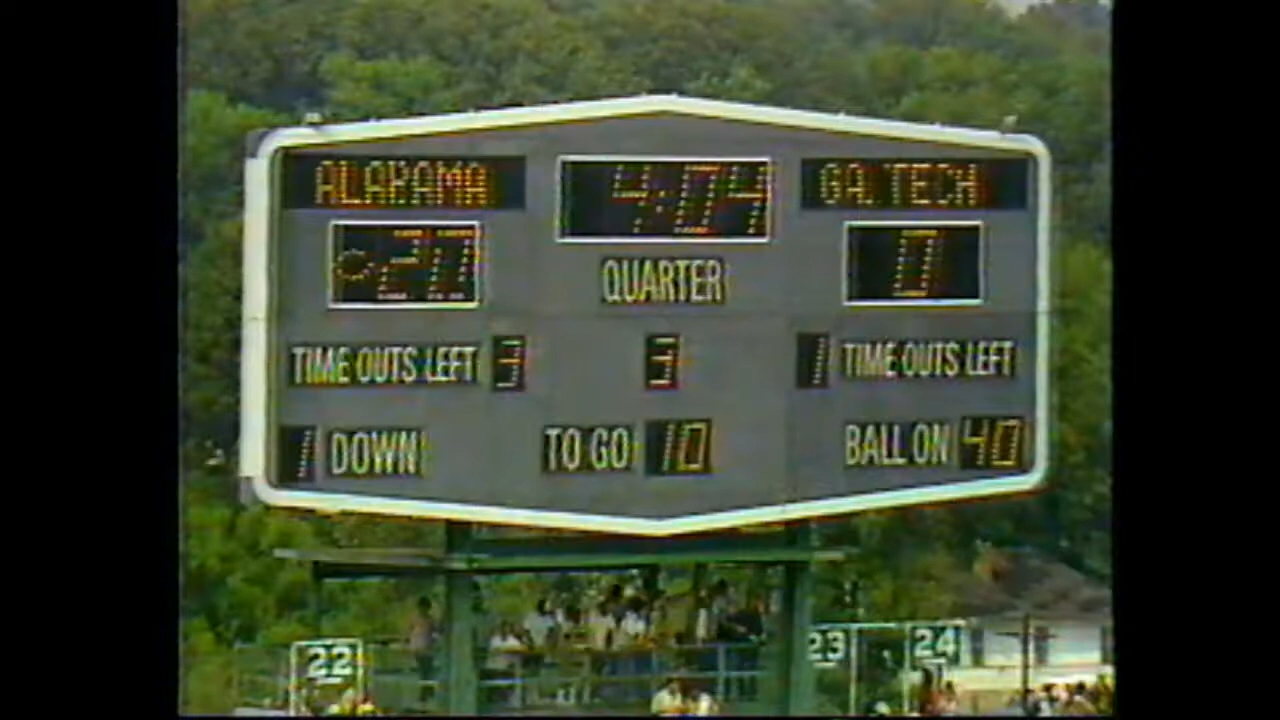 ALABAMA 4:04 GA. TECH
20 QUARTER 0
TIME OUTS LEFT 3 3 1 TIME OUTS LEFT
1 DOWN TO GO 10 BALL ON 40
22 23 24